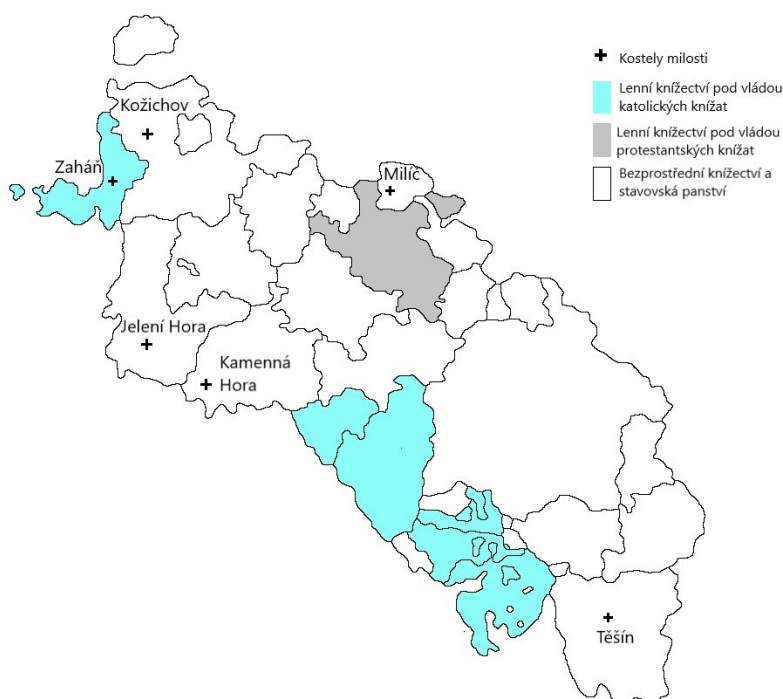 Kostely milosti
Lenní knížectví pod vládou
katolických knížat
Lenní knížectví pod vládou
protestantských knížat
Bezprostřední knížectví a
stavovská panství
Kožichov
Zaháň
Milíč
Jelení Hora
Kamenná
Hora
Těšín